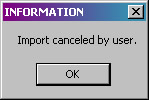 INFORMATION
Import canceled by user.
OK